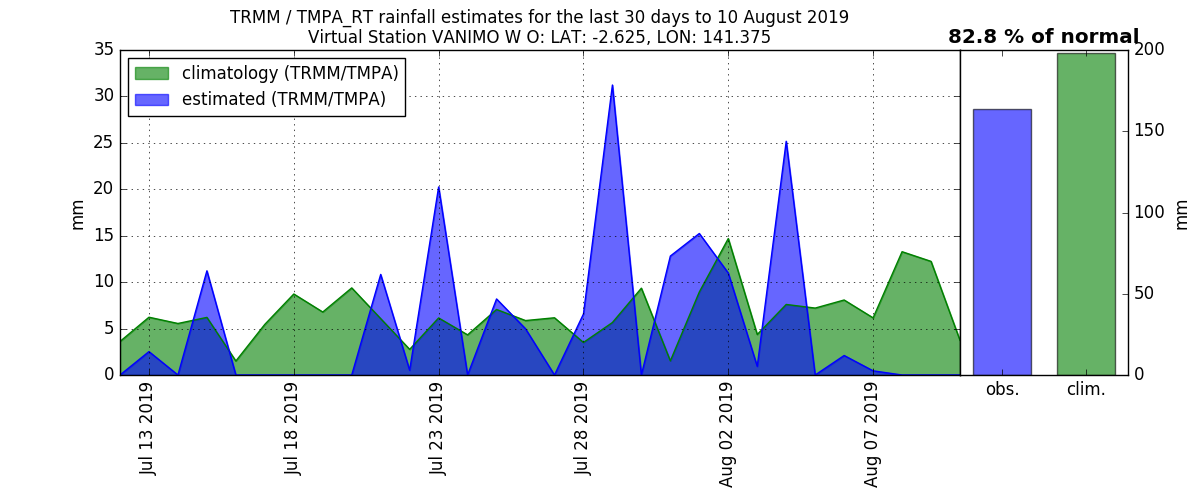 TRMM / TMPA_RT rainfall estimates for the last 30 days to 10 August 2019
Virtual Station VANIMO W O: LAT: -2.625, LON: 141.375
82.8 % of normal
climatology (TRMM/TMPA)
estimated (TRMM/TMPA)
mm
35
30
25
20
15
10
5
0
Jul 13 2019
Jul 18 2019
Jul 23 2019
Jul 28 2019
Aug 02 2019
Aug 07 2019
obs.
clim.
200
150
100
50
0
mm